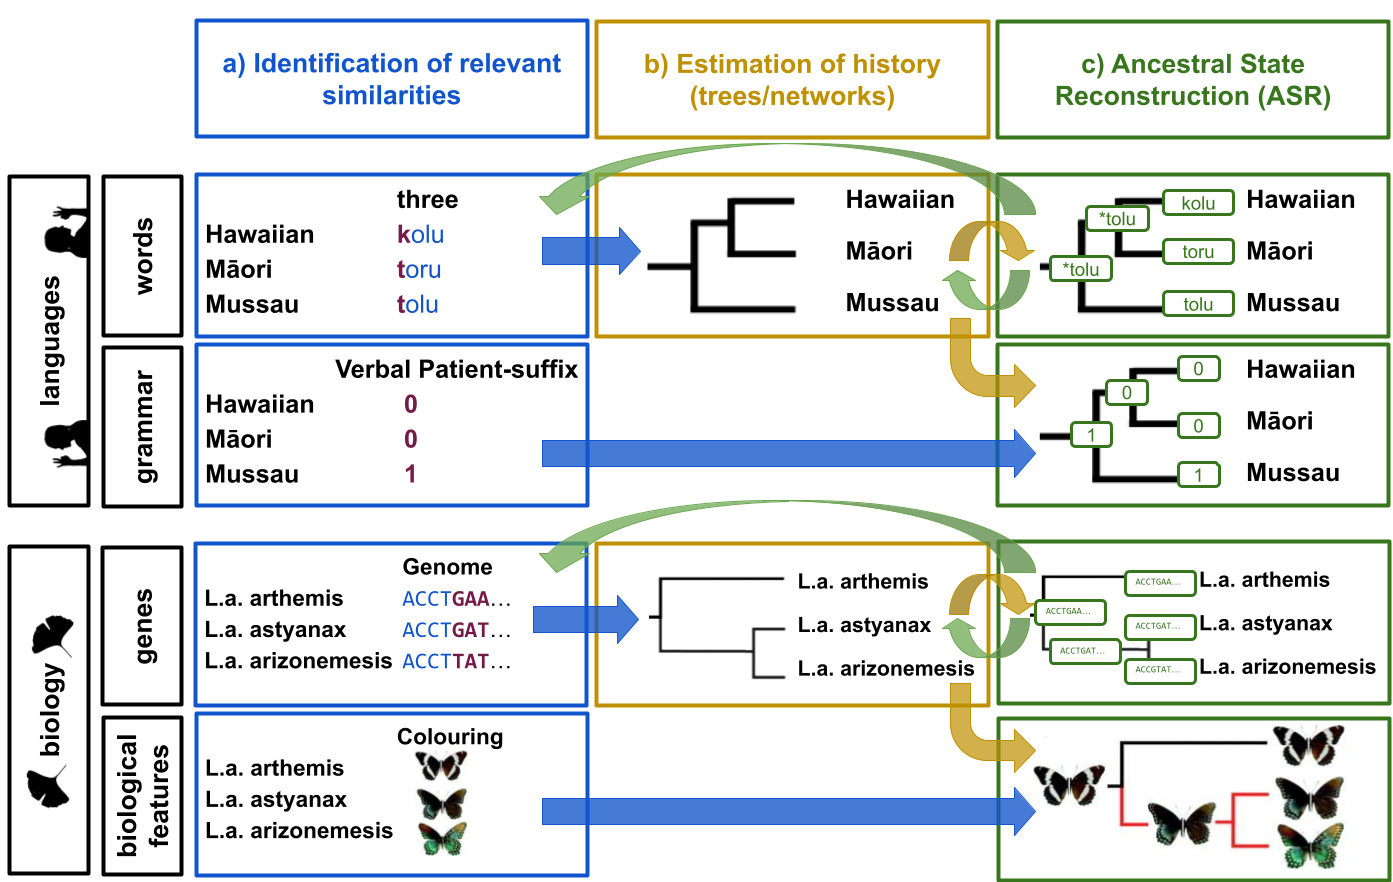 a) Identification of relevant
similarities
b) Estimation of history
(trees/networks)
c) Ancestral State
Reconstruction (ASR)
languages
words
three
Hawaiian kolu
Māori toru
Mussau tolu
Hawaiian
Māori
Mussau
*tolu
*tolu
kolu Hawaiian
toru Māori
tolu Mussau
grammar
Verbal Patient-suffix
Hawaiian 0
Māori 0
Mussau 1
1
0
0 Hawaiian
0 Māori
1 Mussau
biology
genes
Genome
L.a. arthemis ACCTGAA...
L.a. astyanax ACCTGAT...
L.a. arizonemesis ACCTTAT...
L.a. arthemis
L.a. astyanax
L.a. arizonemesis
ACCTGAA...
ACCTGAT...
ACCTGAA... L.a. arthemis
ACCTGAT... L.a. astyanax
ACCGTAT... L.a. arizonemesis
biological
features
Colouring
L.a. arthemis
L.a. astyanax
L.a. arizonemesis